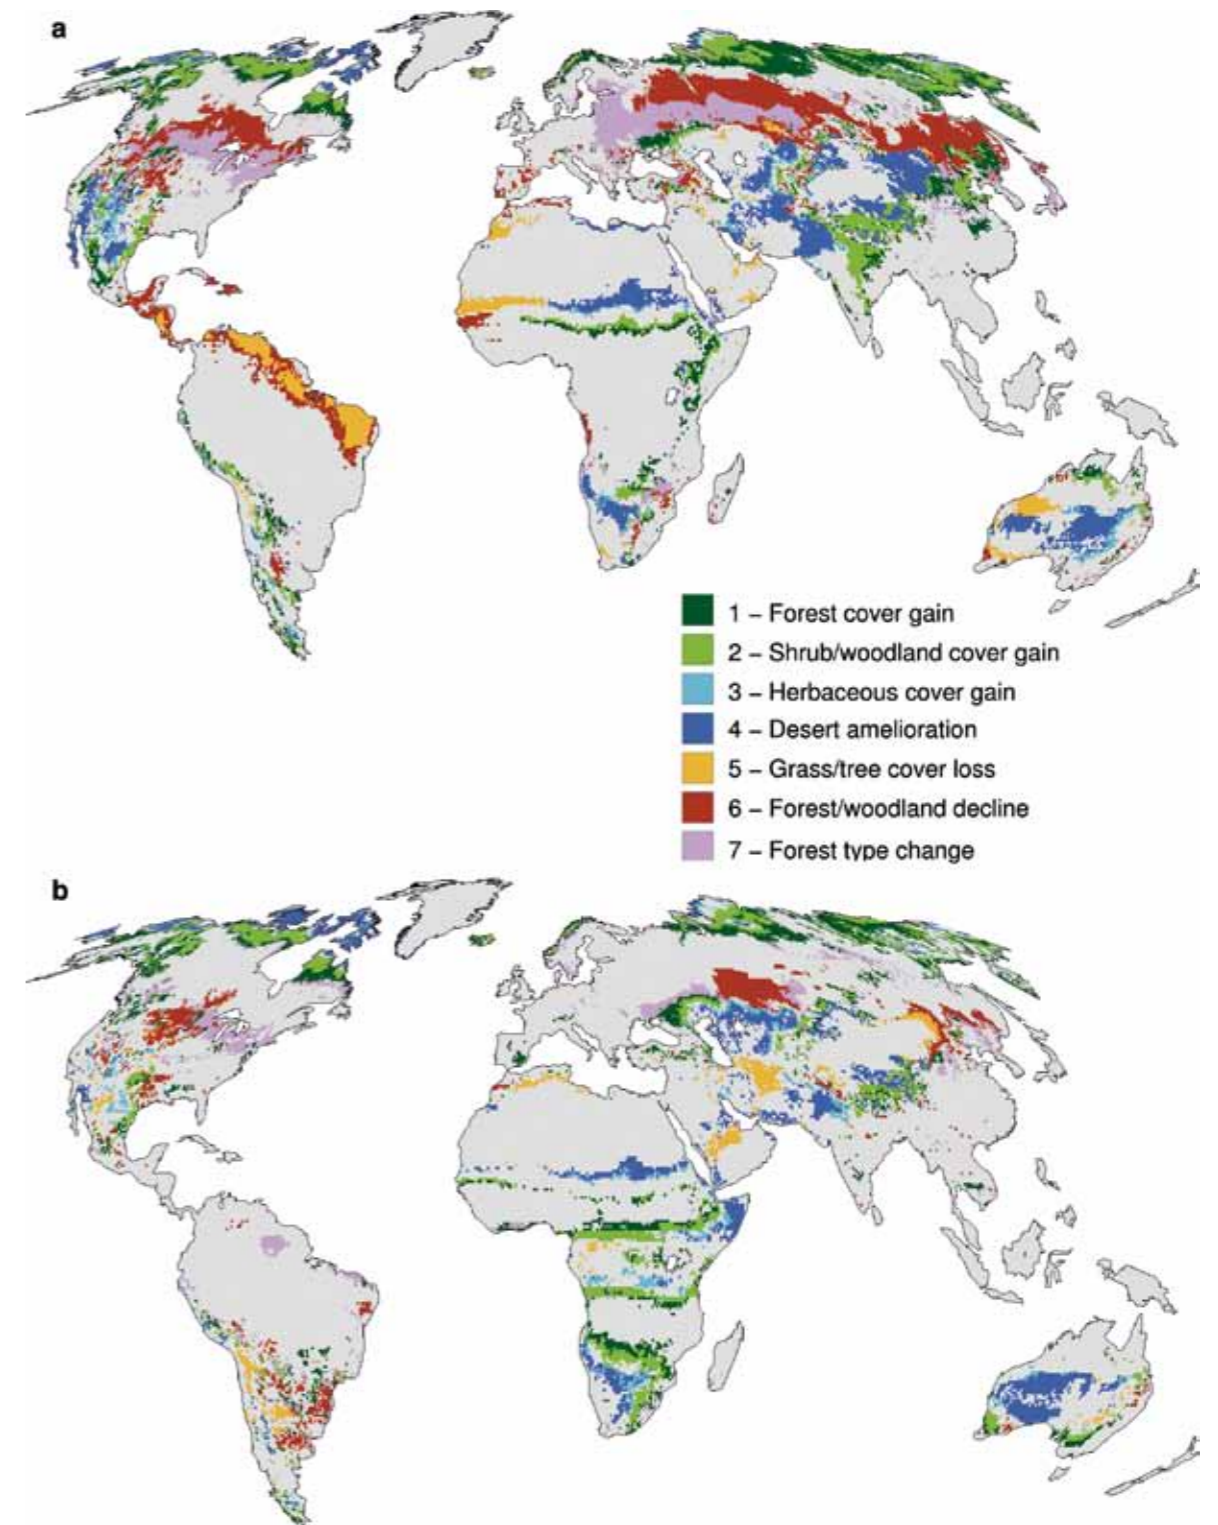 a
1 – Forest cover gain
2 – Shrub/woodland cover gain
3 – Herbaceous cover gain
4 – Desert amelioration
5 – Grass/tree cover loss
6 – Forest/woodland decline
7 – Forest type change
b